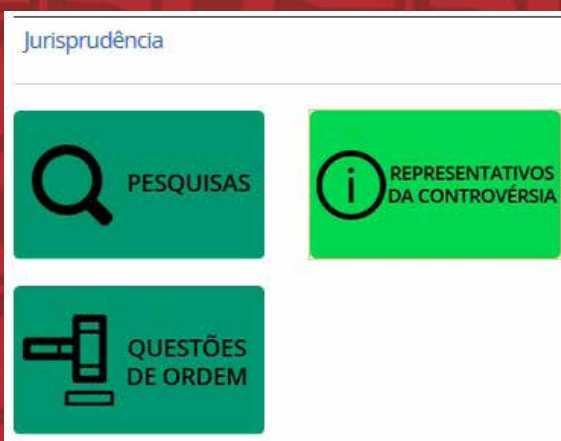 Jurisprudência
PESQUISAS
REPRESENTATIVOS
DA CONTROVÉRSIA
QUESTÕES
DE ORDEM